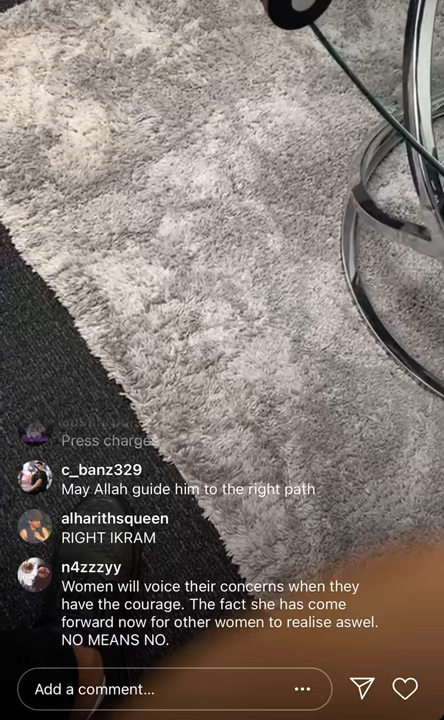 Press charges
c_banz329
May Allah guide him to the right path
alharithsqueen
RIGHT IKRAM
n4zzzyy
Women will voice their concerns when they
have the courage. The fact she has come
forward now for other women to realise aswel.
NO MEANS NO.
Add a comment...